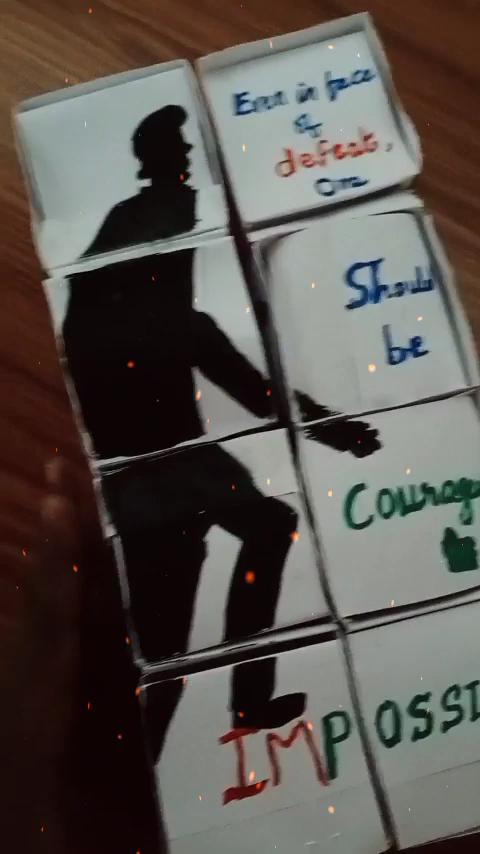 Even in face
of
defeat,
One
Should
be
Courag
IMPOSSI